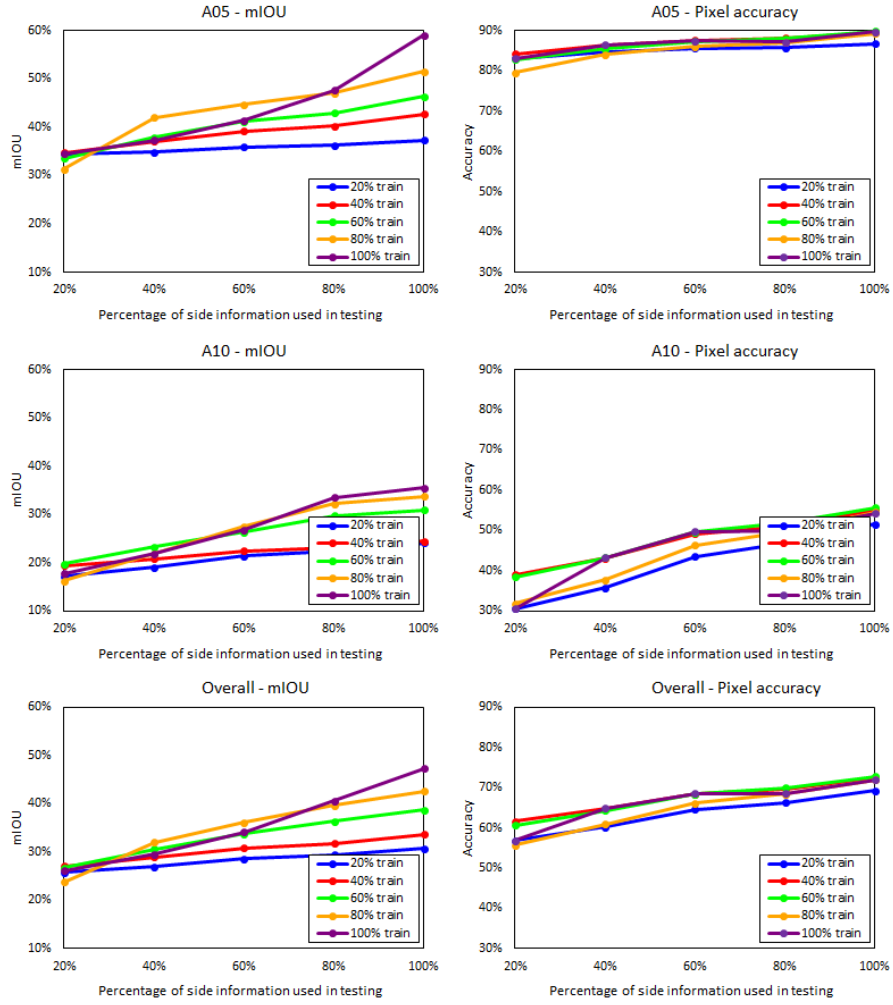 A05 - mIOU
60%
50%
40%
30%
20%
10%
mIOU
20% train
40% train
60% train
80% train
100% train
20% 40% 60% 80% 100%
Percentage of side information used in testing
A05 - Pixel accuracy
90%
80%
70%
60%
50%
40%
30%
Accuracy
20% train
40% train
60% train
80% train
100% train
20% 40% 60% 80% 100%
Percentage of side information used in testing
A10 - mIOU
60%
50%
40%
30%
20%
10%
mIOU
20% train
40% train
60% train
80% train
100% train
20% 40% 60% 80% 100%
Percentage of side information used in testing
A10 - Pixel accuracy
90%
80%
70%
60%
50%
40%
30%
Accuracy
20% train
40% train
60% train
80% train
100% train
20% 40% 60% 80% 100%
Percentage of side information used in testing
Overall - mIOU
60%
50%
40%
30%
20%
10%
mIOU
20% train
40% train
60% train
80% train
100% train
20% 40% 60% 80% 100%
Percentage of side information used in testing
Overall - Pixel accuracy
90%
80%
70%
60%
50%
40%
30%
Accuracy
20% train
40% train
60% train
80% train
100% train
20% 40% 60% 80% 100%
Percentage of side information used in testing